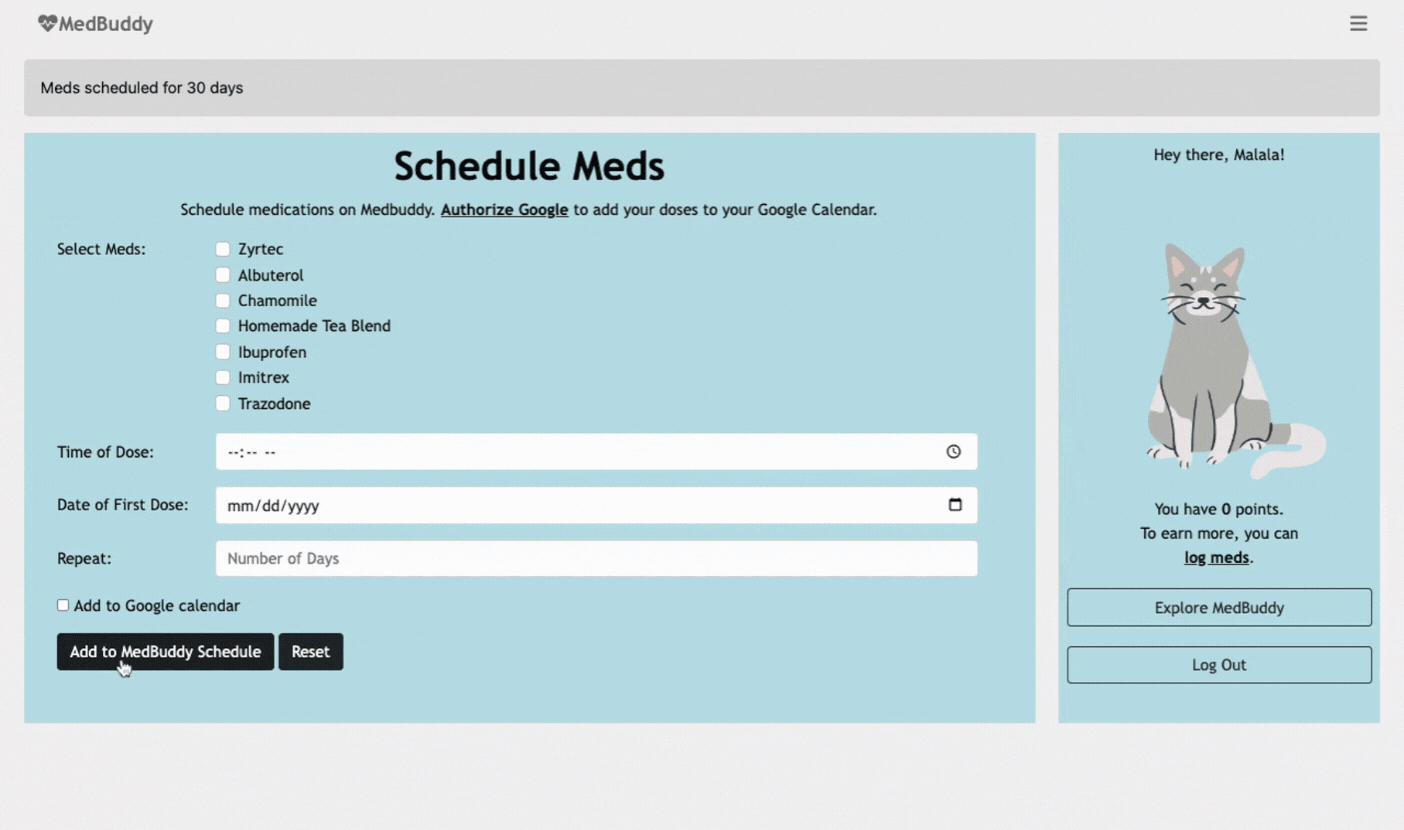 MedBuddy
Meds scheduled for 30 days
Schedule Meds
Schedule medications on Medbuddy. Authorize Google to add your doses to your Google Calendar.
Select Meds:
Zyrtec
Albuterol
Chamomile
Homemade Tea Blend
Ibuprofen
Imitrex
Trazodone
Time of Dose:
--:-- --
Date of First Dose:
mm/dd/yyyy
Repeat:
Number of Days
Add to Google calendar
Add to MedBuddy Schedule
Reset
Hey there, Malala!
You have 0 points.
To earn more, you can
log meds.
Explore MedBuddy
Log Out